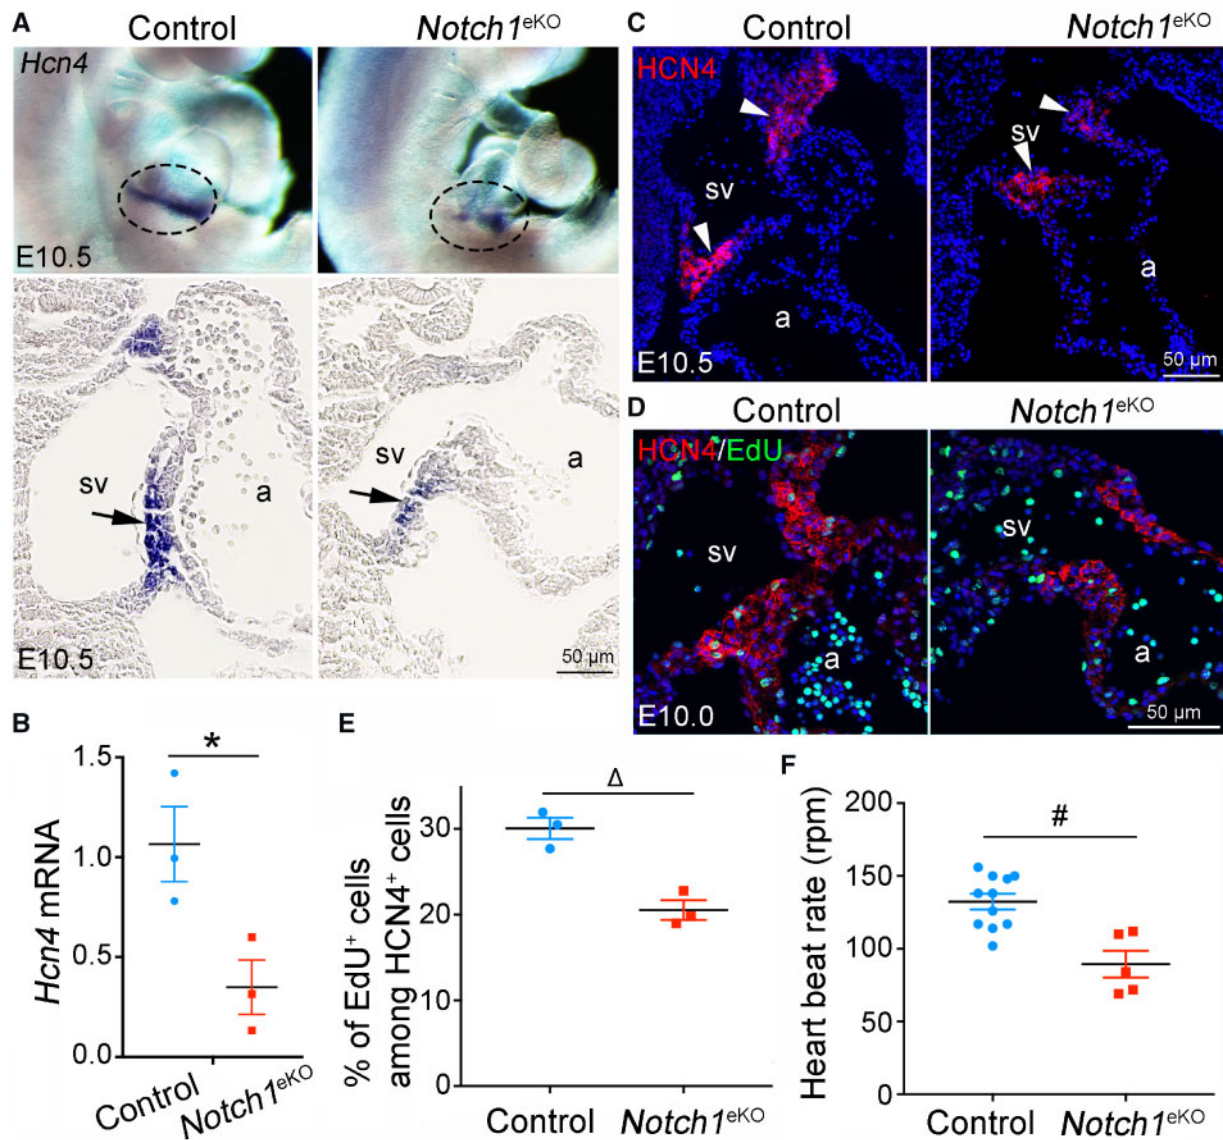 A
Control
Notch1eKO
Hcn4
E10.5
sv
a
sv
a
E10.5
50 µm
C
Control
Notch1eKO
HCN4
sv
sv
a
a
E10.5
50 µm
D
Control
Notch1eKO
HCN4/EdU
sv
sv
a
a
E10.0
50 µm
B
Hcn4 mRNA
1.5
1.0
0.5
0.0
*
Control
Notch1eKO
E
% of EdU+ cells
among HCN4+ cells
30
20
10
0
Δ
Control
Notch1eKO
F
Heart beat rate (rpm)
200
150
100
50
0
#
Control
Notch1eKO